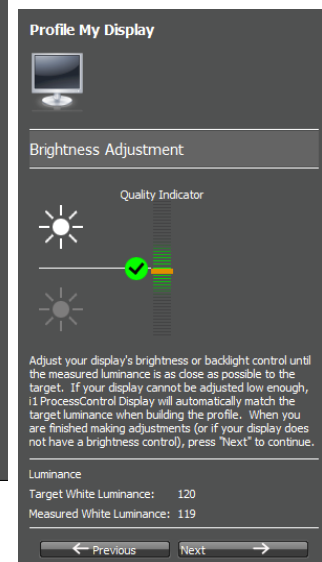 Profile My Display
Brightness Adjustment
Quality Indicator
Adjust your display's brightness or backlight control until
the measured luminance is as close as possible to the
target. If your display cannot be adjusted low enough,
i1 ProcessControl Display will automatically match the
target luminance when building the profile. When you
are finished making adjustments (or if your display does
not have a brightness control), press "Next" to continue.
Luminance
Target White Luminance: 120
Measured White Luminance: 119
Previous Next